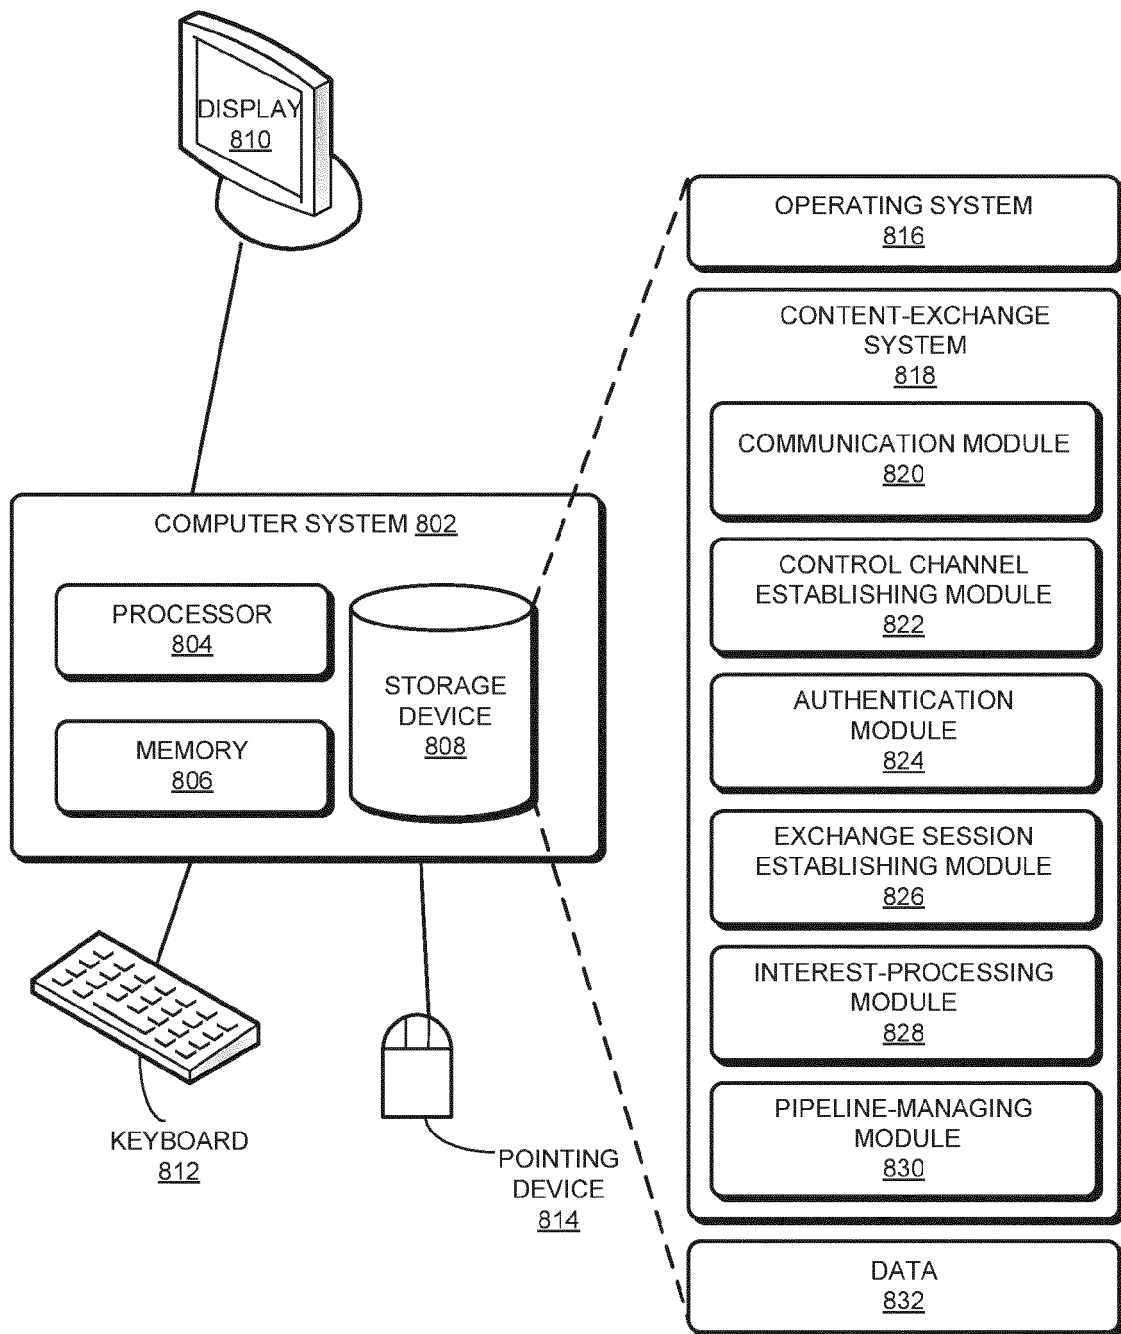 DISPLAY
810
COMPUTER SYSTEM 802
PROCESSOR
804
MEMORY
806
STORAGE
DEVICE
808
KEYBOARD
812
POINTING
DEVICE
814
OPERATING SYSTEM
816
CONTENT-EXCHANGE
SYSTEM
818
COMMUNICATION MODULE
820
CONTROL CHANNEL
ESTABLISHING MODULE
822
AUTHENTICATION
MODULE
824
EXCHANGE SESSION
ESTABLISHING MODULE
826
INTEREST-PROCESSING
MODULE
828
PIPELINE-MANAGING
MODULE
830
DATA
832